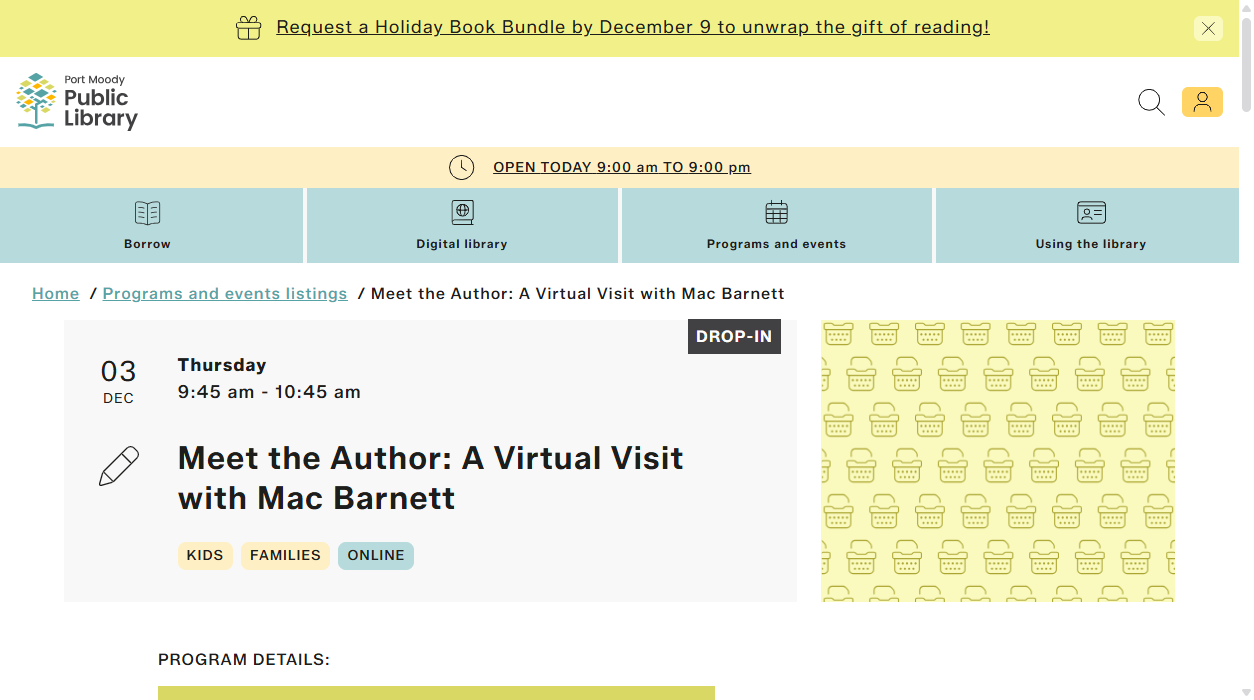 Request a Holiday Book Bundle by December 9 to unwrap the gift of reading!
Port Moody
Public
Library
OPEN TODAY 9:00 am TO 9:00 pm
Borrow
Digital library
Programs and events
Using the library
Home / Programs and events listings / Meet the Author: A Virtual Visit with Mac Barnett
DROP-IN
03
DEC
Thursday
9:45 am - 10:45 am
Meet the Author: A Virtual Visit
with Mac Barnett
KIDS FAMILIES ONLINE
PROGRAM DETAILS: